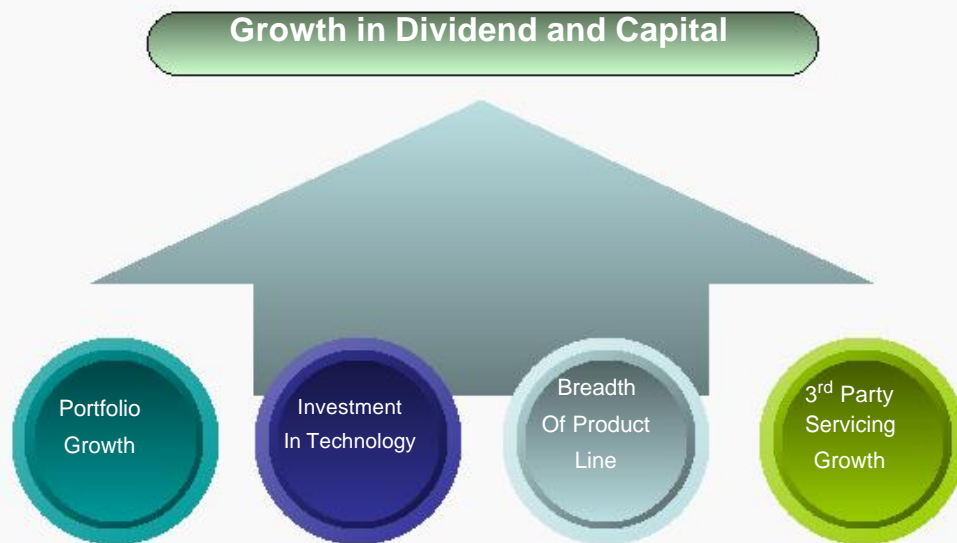 Growth in Dividend and Capital
Portfolio
Growth
Investment
In Technology
Breadth
Of Product
Line
3rd Party
Servicing
Growth